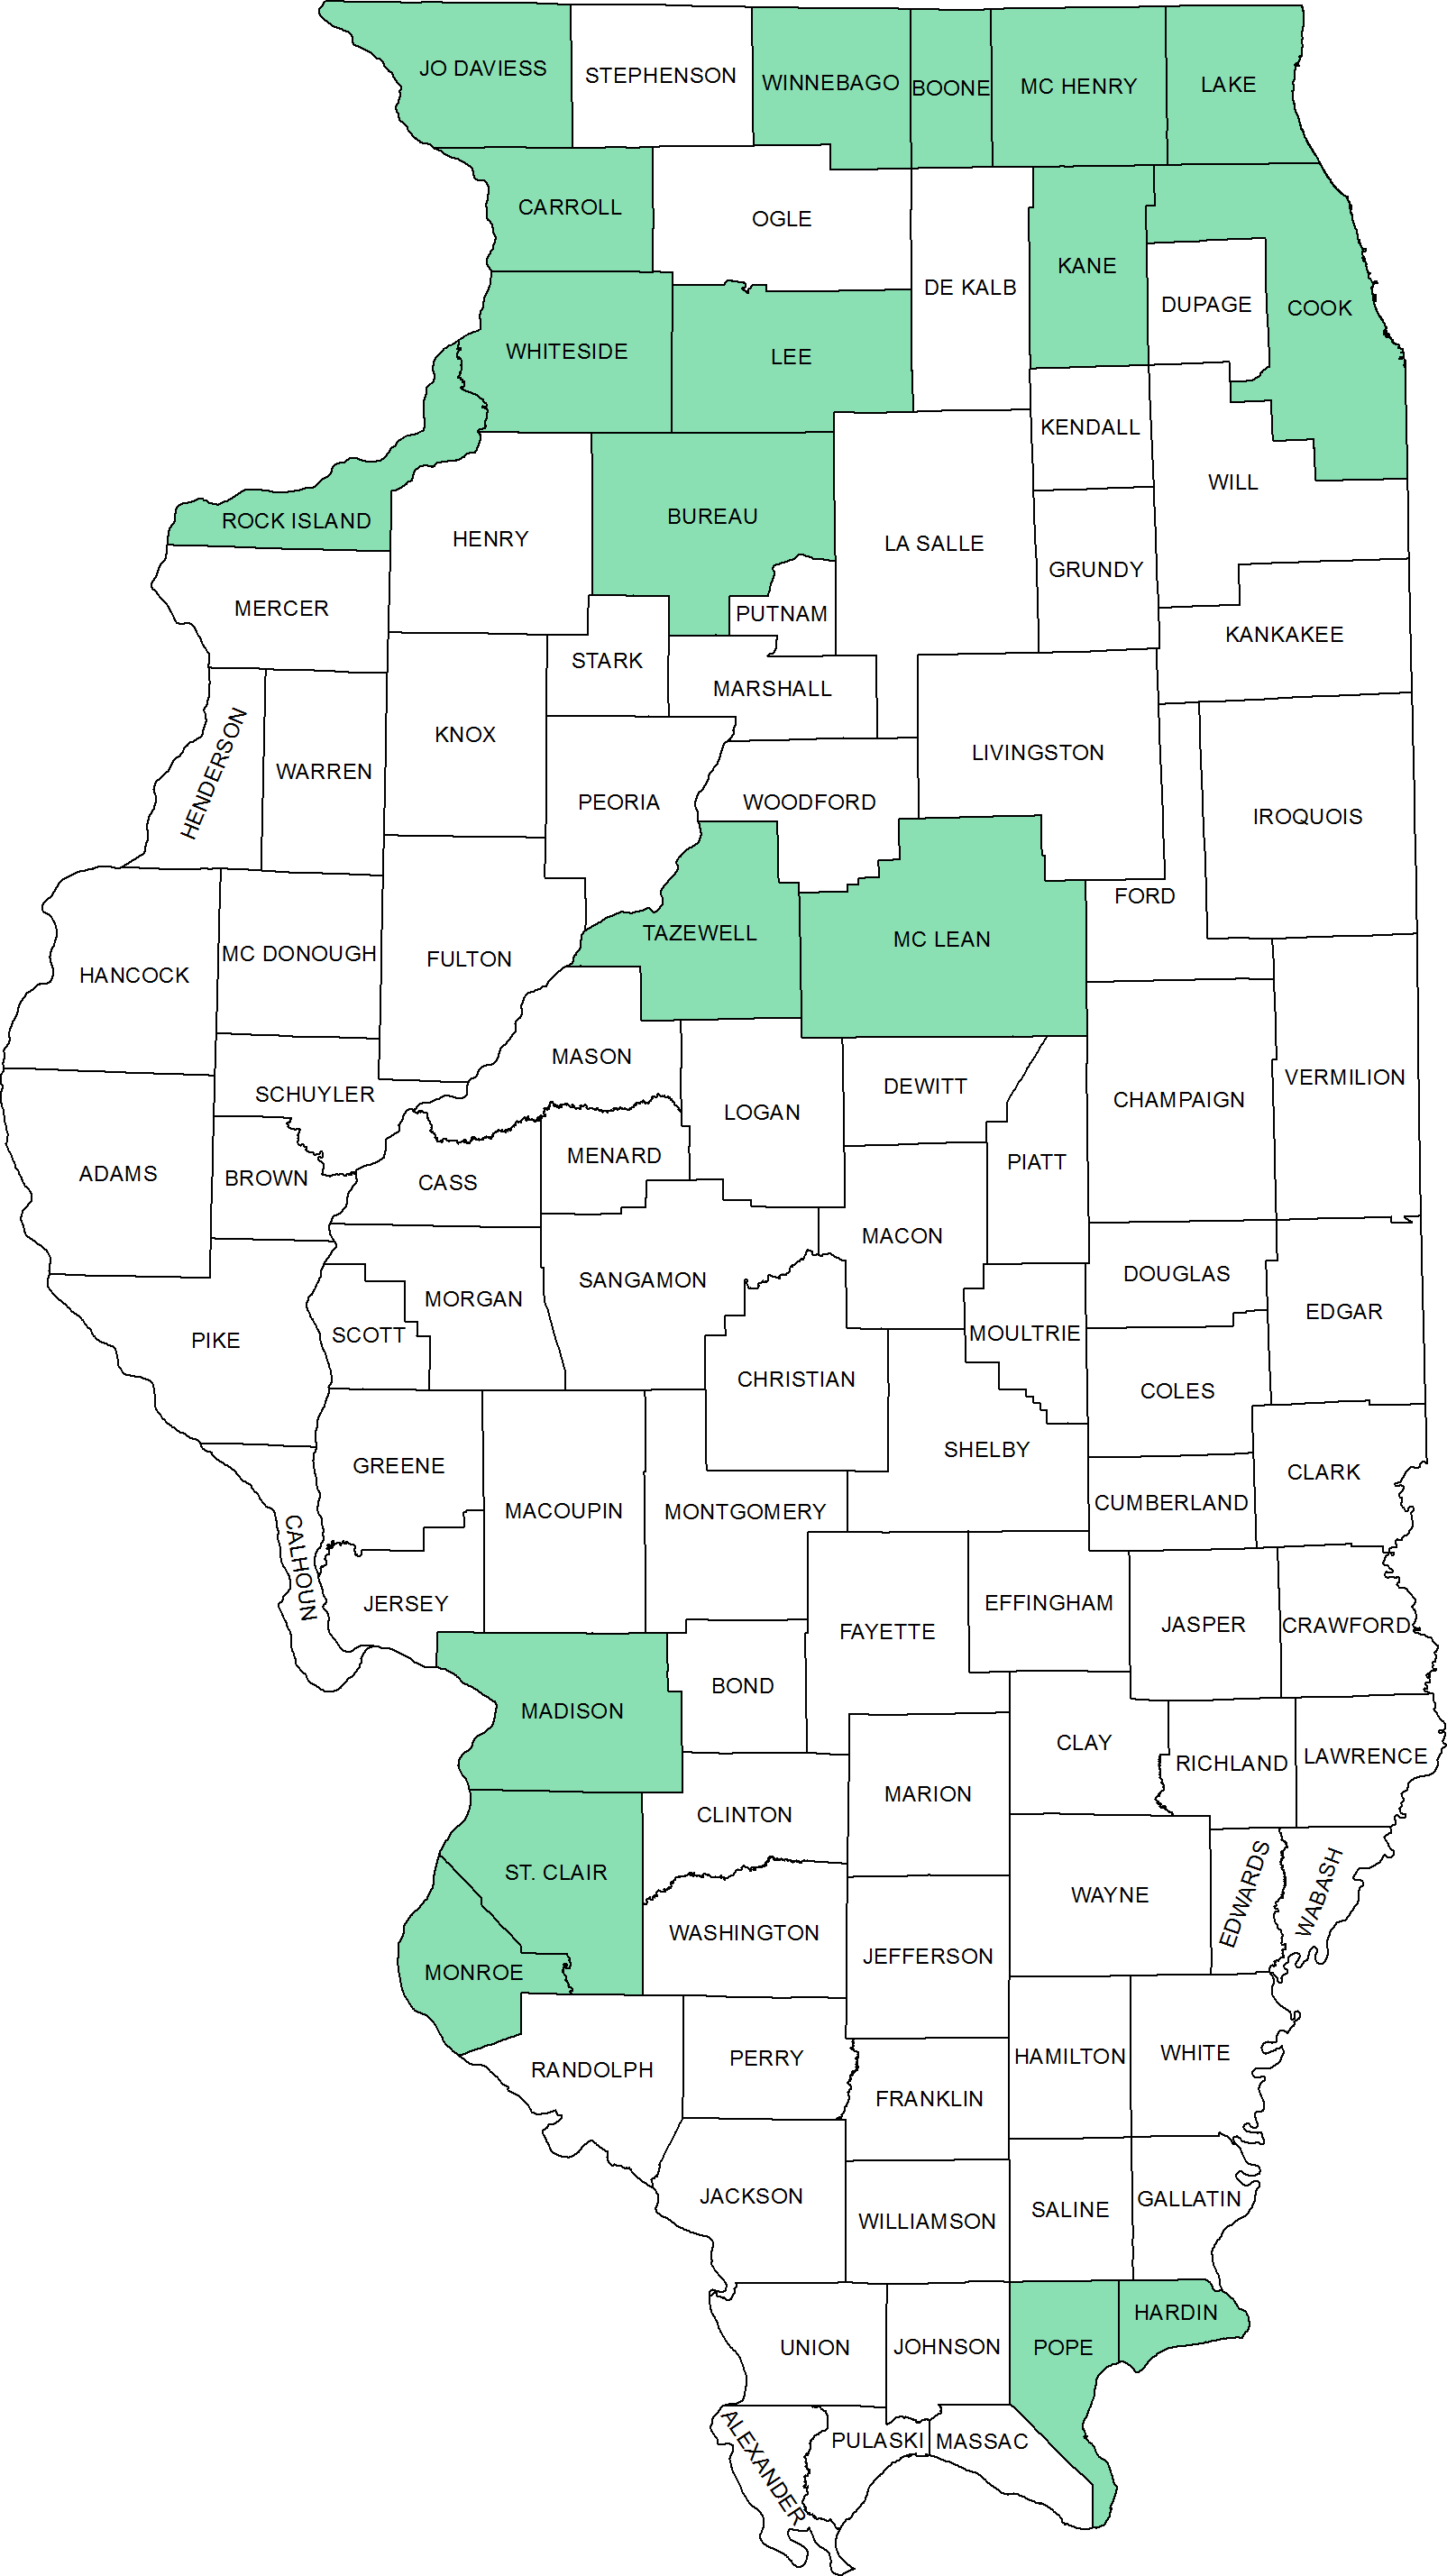 JO DAVIESS
STEPHENSON
WINNEBAGO
BOONE
MC HENRY
LAKE
CARROLL
OGLE
DE KALB
KANE
DUPAGE
COOK
WHITESIDE
LEE
KENDALL
WILL
ROCK ISLAND
BUREAU
HENRY
LA SALLE
GRUNDY
MERCER
PUTNAM
KANKAKEE
STARK
MARSHALL
HENDERSON
WARREN
KNOX
LIVINGSTON
PEORIA
WOODFORD
IROQUOIS
FORD
TAZEWELL
MC LEAN
HANCOCK
MC DONOUGH
FULTON
MASON
SCHUYLER
LOGAN
DEWITT
CHAMPAIGN
VERMILION
ADAMS
BROWN
CASS
MENARD
PIATT
MACON
SANGAMON
DOUGLAS
EDGAR
PIKE
SCOTT
MORGAN
CHRISTIAN
MOULTRIE
COLES
SHELBY
GREENE
CLARK
CALHOUN
MACOUPIN
MONTGOMERY
CUMBERLAND
JERSEY
FAYETTE
EFFINGHAM
JASPER
CRAWFORD
MADISON
BOND
CLAY
RICHLAND
LAWRENCE
CLINTON
MARION
ST. CLAIR
WAYNE
EDWARDS
WABASH
WASHINGTON
JEFFERSON
MONROE
RANDOLPH
PERRY
HAMILTON
WHITE
FRANKLIN
JACKSON
WILLIAMSON
SALINE
GALLATIN
UNION
JOHNSON
POPE
HARDIN
ALEXANDER
PULASKI
MASSAC